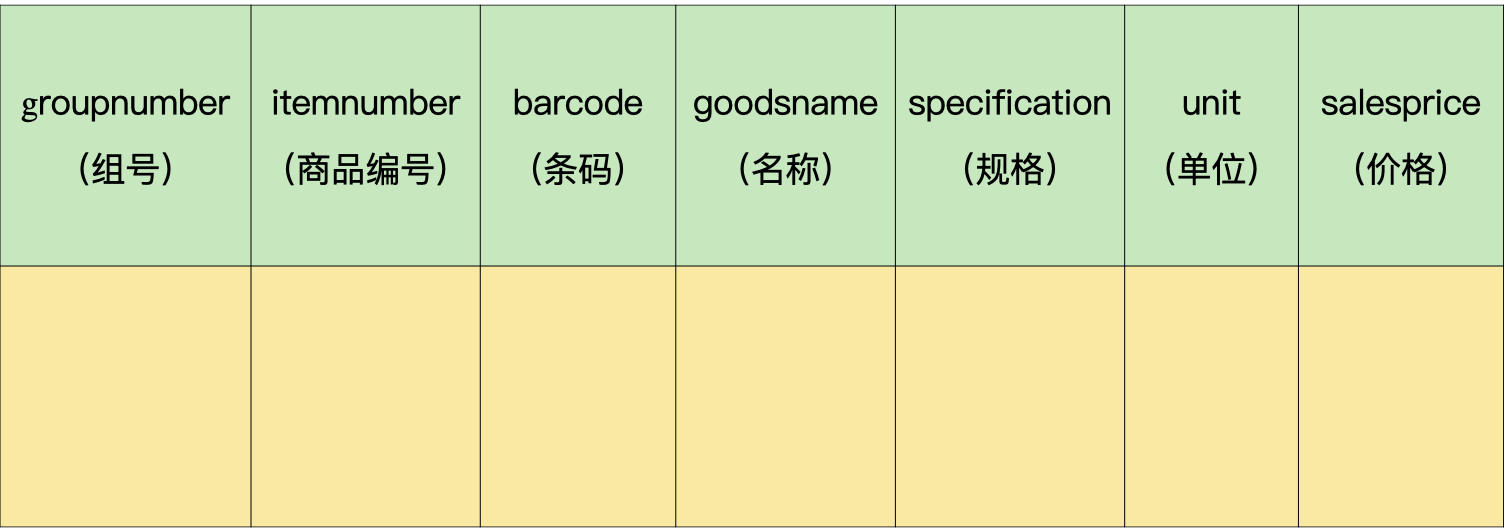 groupnumber
（组号）
itemnumber
（商品编号）
barcode
（条码）
goodsname
（名称）
specification
（规格）
unit
（单位）
salesprice
（价格）